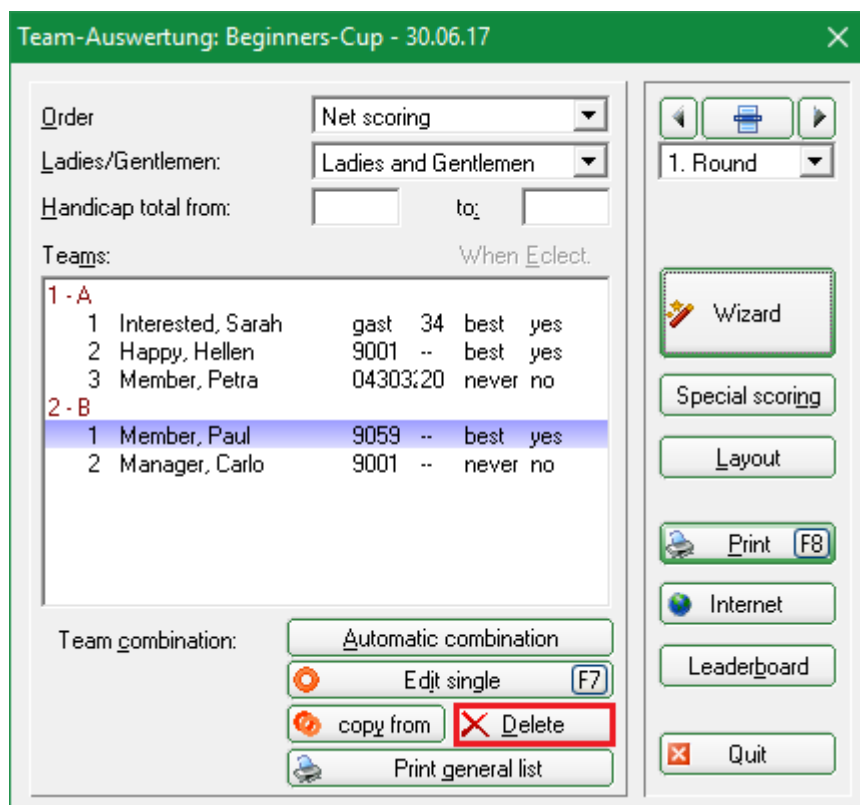 Team-Auswertung: Beginners-Cup - 30.06.17
Order
Net scoring
Ladies/Gentlemen:
Ladies and Gentlemen
Handicap total from:
to:
Teams:
When Eclect.
1 - A
1 Interested, Sarah gast 34 best yes
2 Happy, Hellen 9001 -- best yes
3 Member, Petra 04303220 never no
2 - B
1 Member, Paul 9059 -- best yes
2 Manager, Carlo 9001 -- never no
Team combination:
Automatic combination
Edit single F7
copy from
Delete
Print general list
1. Round
Wizard
Special scoring
Layout
Print F8
Internet
Leaderboard
Quit